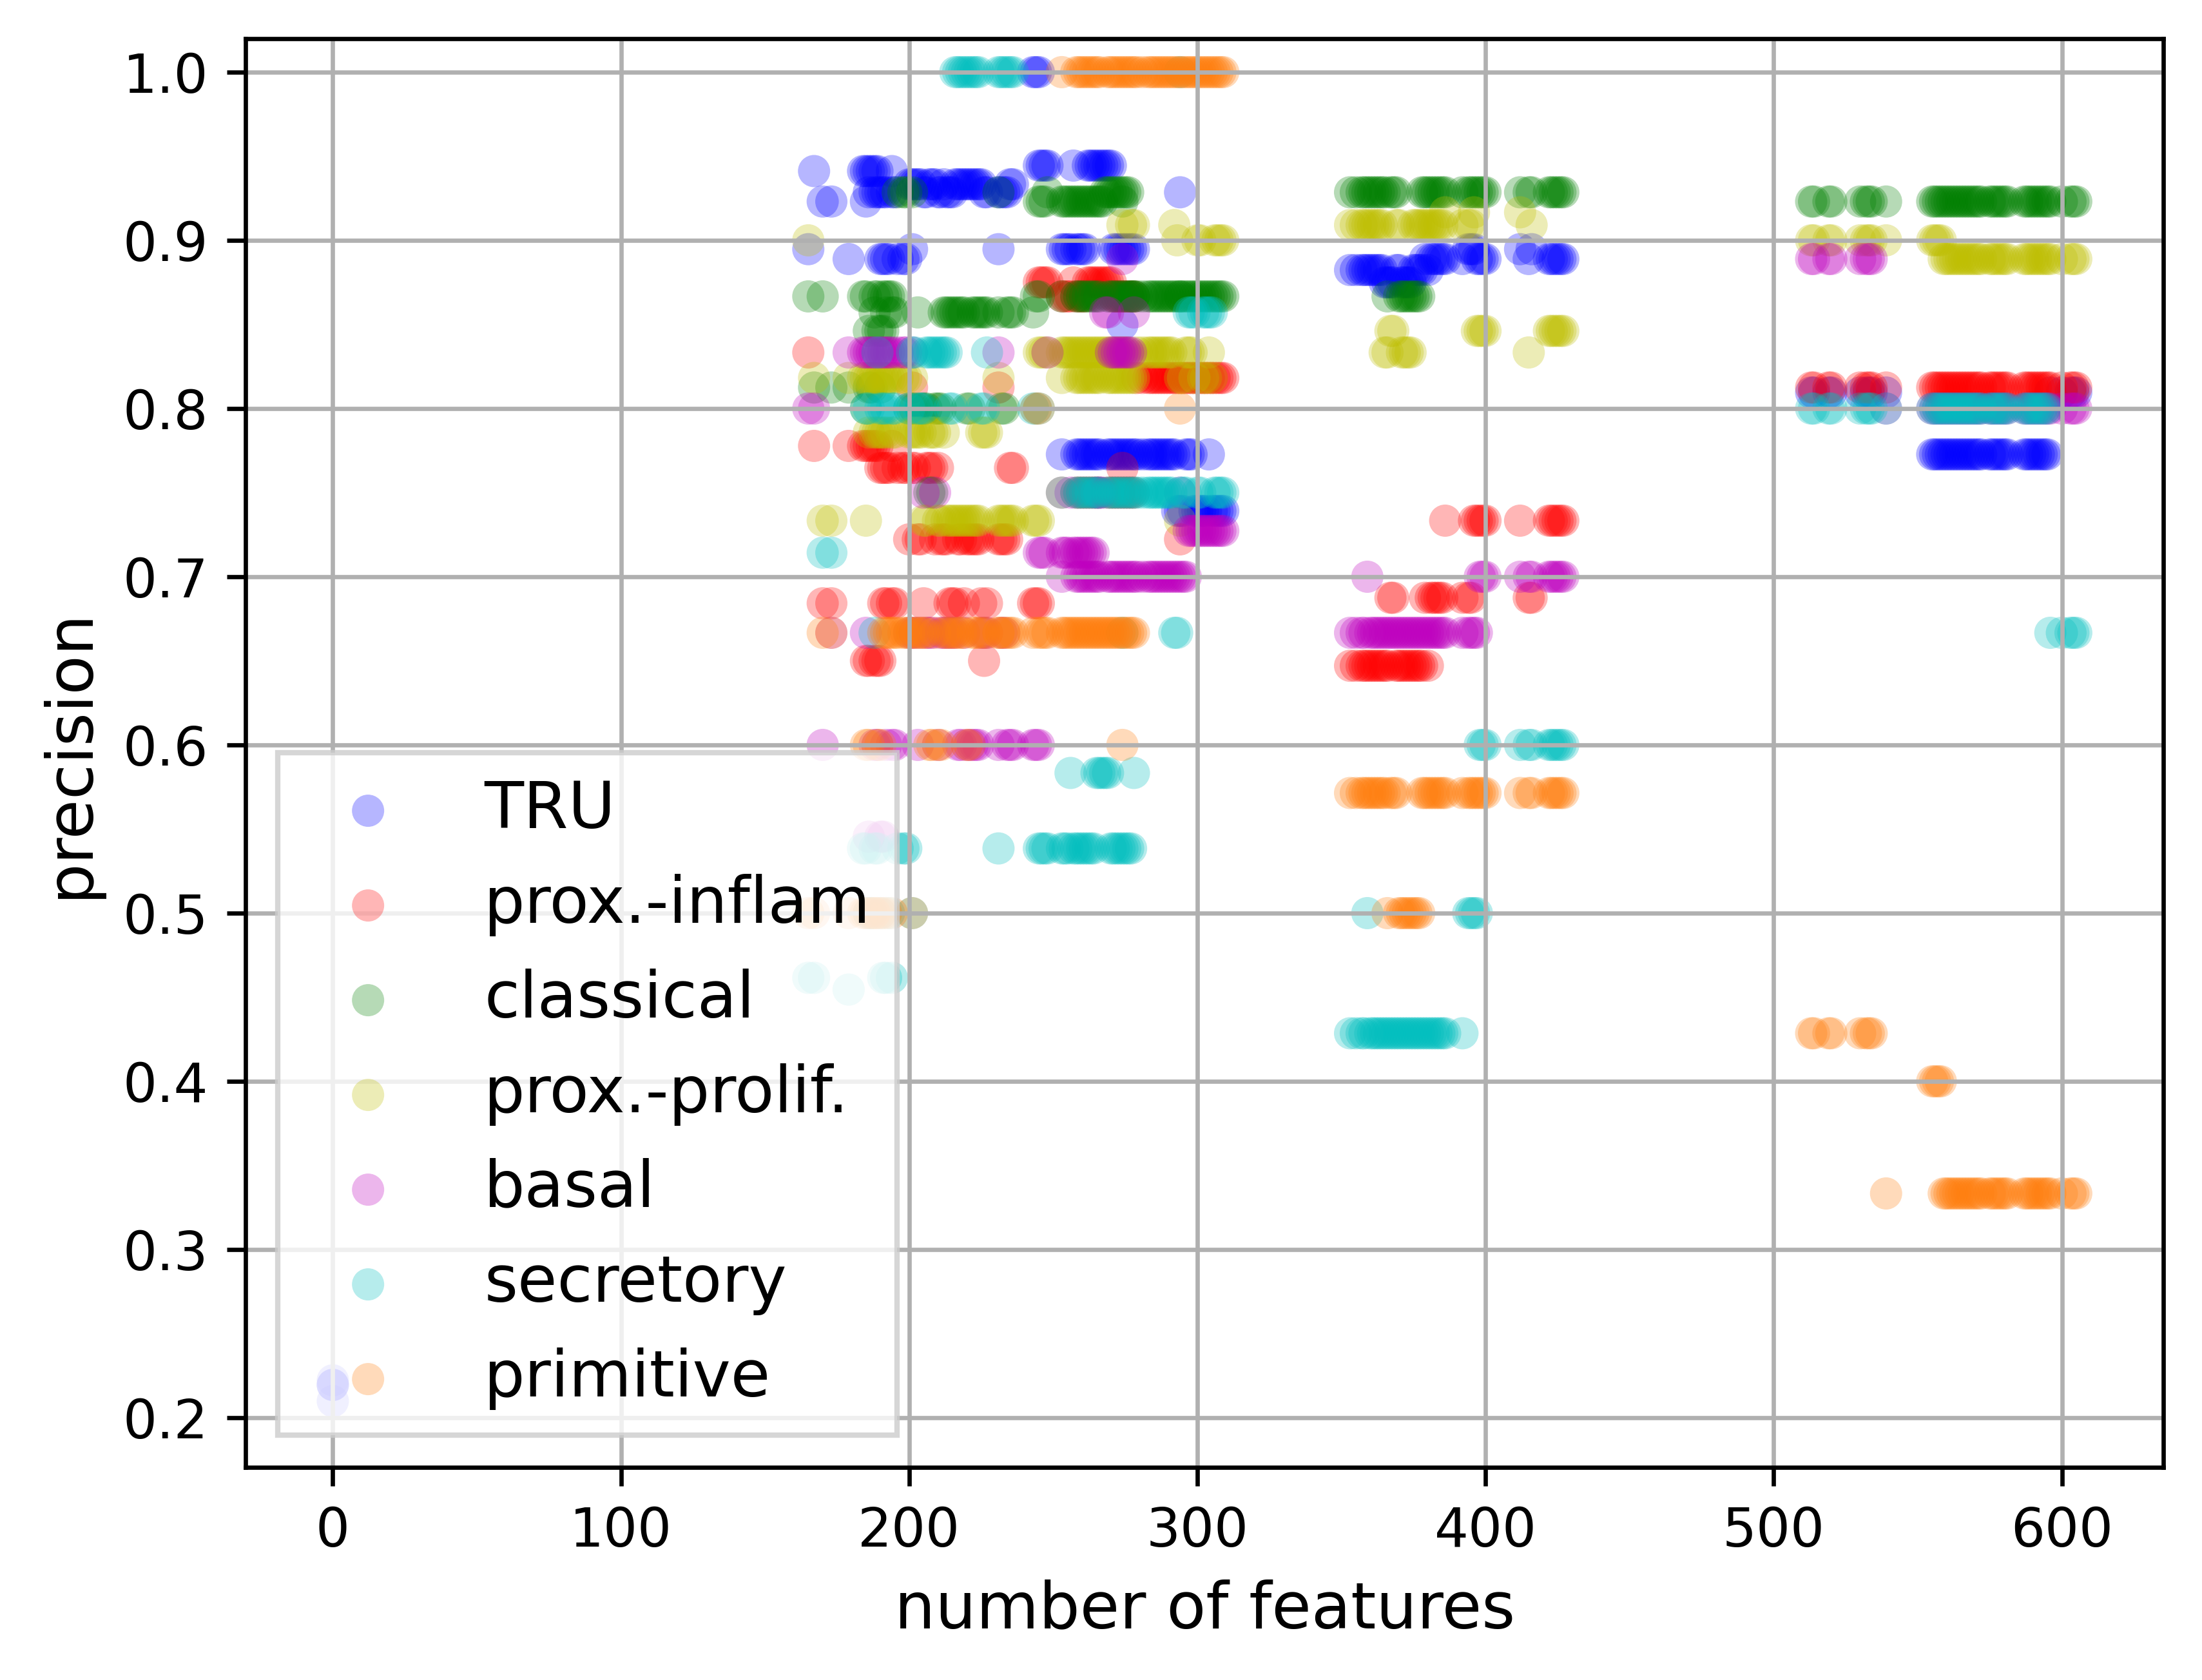 1.0
0.9
0.8
0.7
0.6
0.5
0.4
0.3
0.2
precision
TRU
prox.-inflam
classical
prox.-prolif.
basal
secretory
primitive
0 100 200 300 400 500 600
number of features